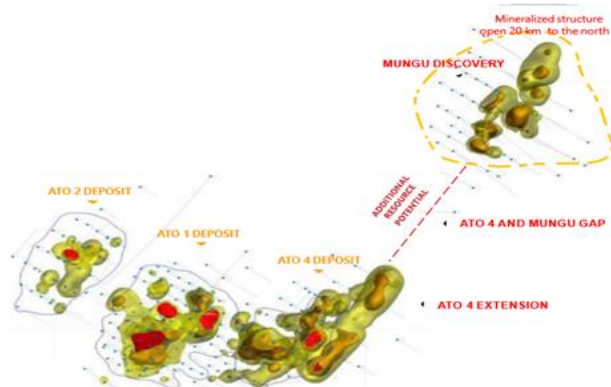 Mineralized structure
open 20 km to the north
MUNGU DISCOVERY
ATO 2 DEPOSIT
ATO 1 DEPOSIT
ATO 4 DEPOSIT
ADDITIONAL
RESOURCE
POTENTIAL
ATO 4 AND MUNGU GAP
ATO 4 EXTENSION